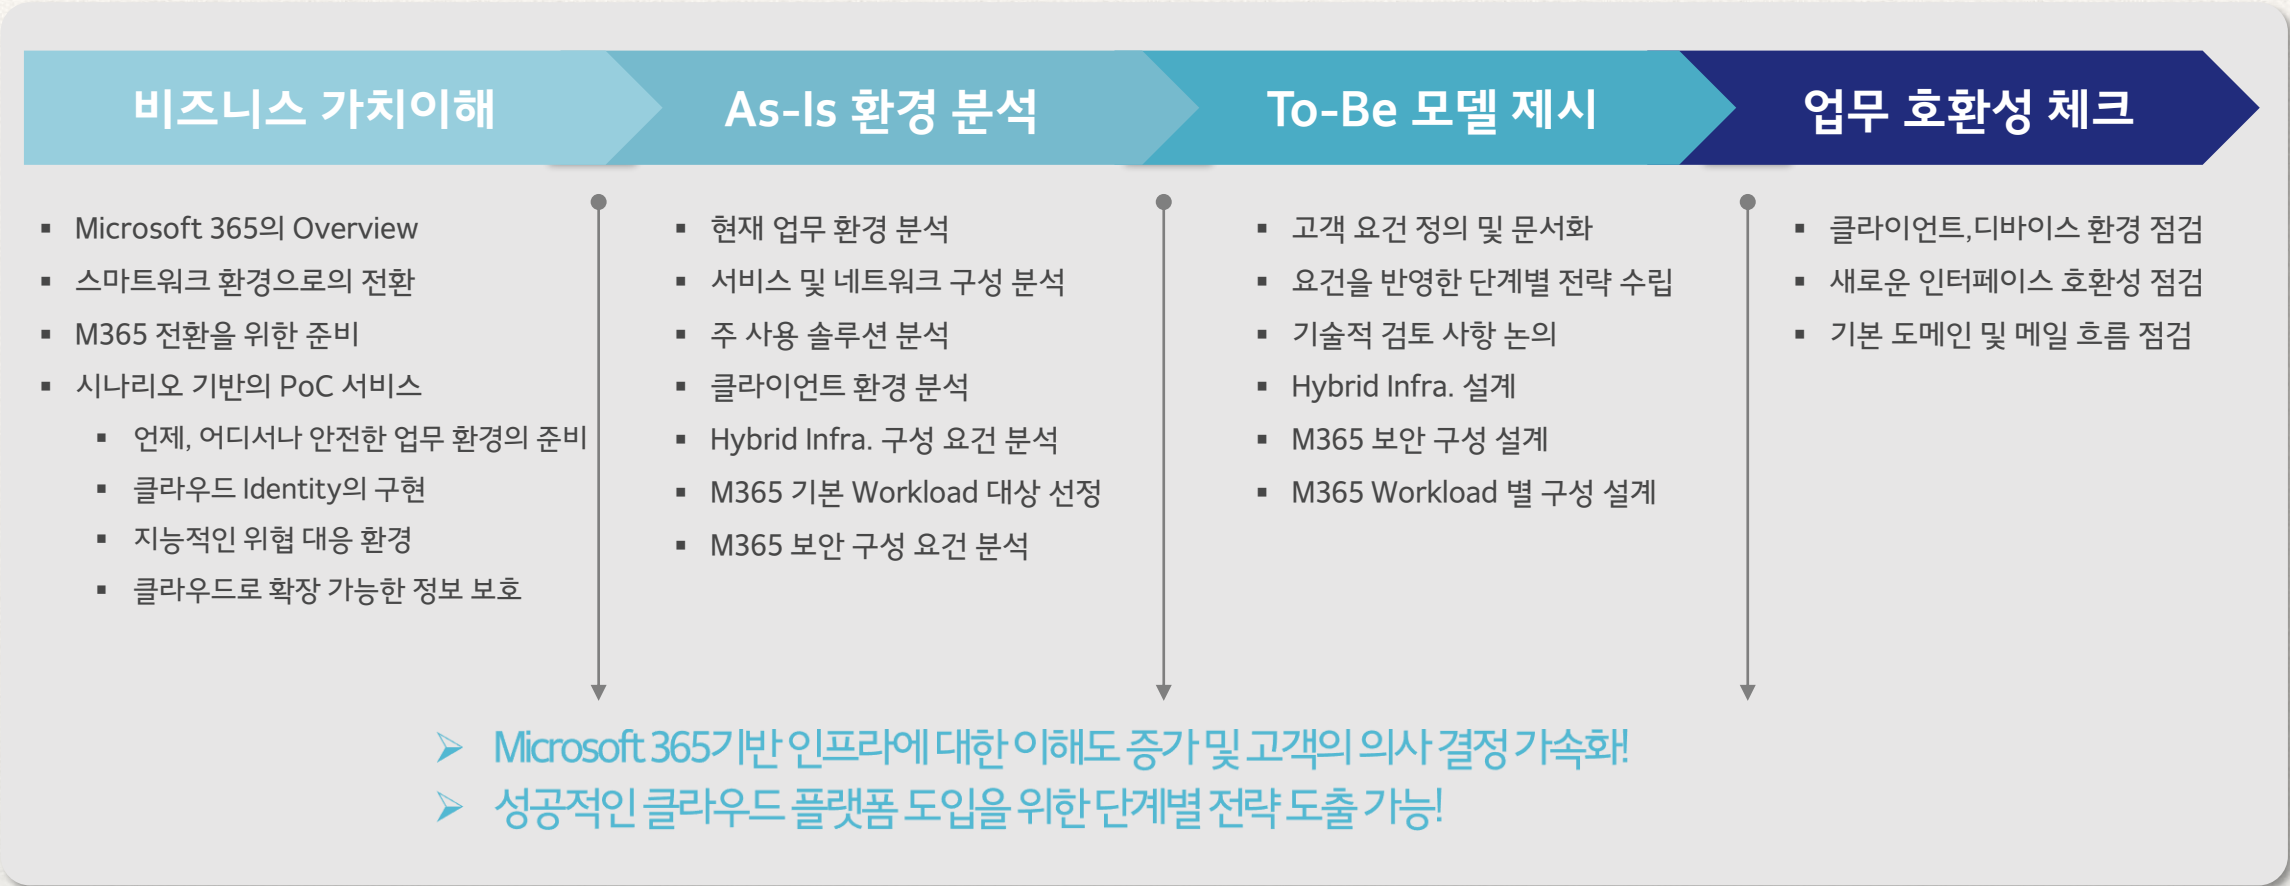 비즈니스 가치이해
Microsoft 365의 Overview
스마트워크 환경으로의 전환
M365 전환을 위한 준비
시나리오 기반의 PoC 서비스
언제, 어디서나 안전한 업무 환경의 준비
클라우드 Identity의 구현
지능적인 위협 대응 환경
클라우드로 확장 가능한 정보 보호
As-Is 환경 분석
현재 업무 환경 분석
서비스 및 네트워크 구성 분석
주 사용 솔루션 분석
클라이언트 환경 분석
Hybrid Infra. 구성 요건 분석
M365 기본 Workload 대상 선정
M365 보안 구성 요건 분석
To-Be 모델 제시
고객 요건 정의 및 문서화
요건을 반영한 단계별 전략 수립
기술적 검토 사항 논의
Hybrid Infra. 설계
M365 보안 구성 설계
M365 Workload 별 구성 설계
업무 호환성 체크
클라이언트,디바이스 환경 점검
새로운 인터페이스 호환성 점검
기본 도메인 및 메일 흐름 점검
Microsoft 365기반 인프라에 대한 이해도 증가 및 고객의 의사 결정 가속화!
성공적인 클라우드 플랫폼 도입을 위한 단계별 전략 도출 가능!